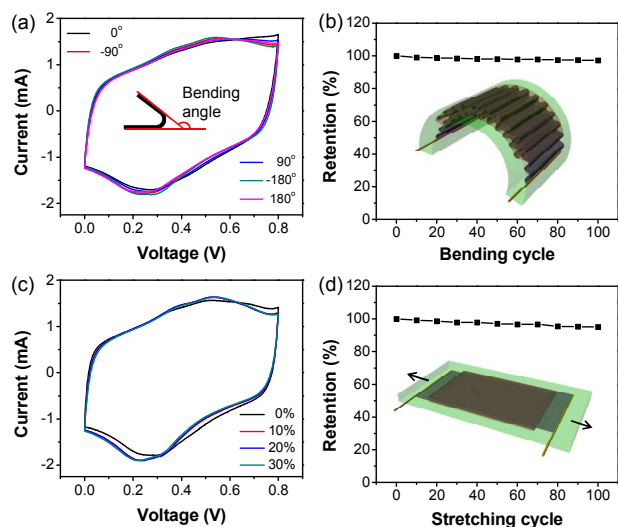 (a)
2
1
0
-1
-2
Current (mA)
0°
-90°
Bending
angle
90°
-180°
180°
0.0 0.2 0.4 0.6 0.8
Voltage (V)
(b)
120
100
80
60
40
20
0
Retention (%)
0 20 40 60 80 100
Bending cycle
(c)
2
1
0
-1
-2
Current (mA)
0%
10%
20%
30%
0.0 0.2 0.4 0.6 0.8
Voltage (V)
(d)
120
100
80
60
40
20
0
Retention (%)
0 20 40 60 80 100
Stretching cycle